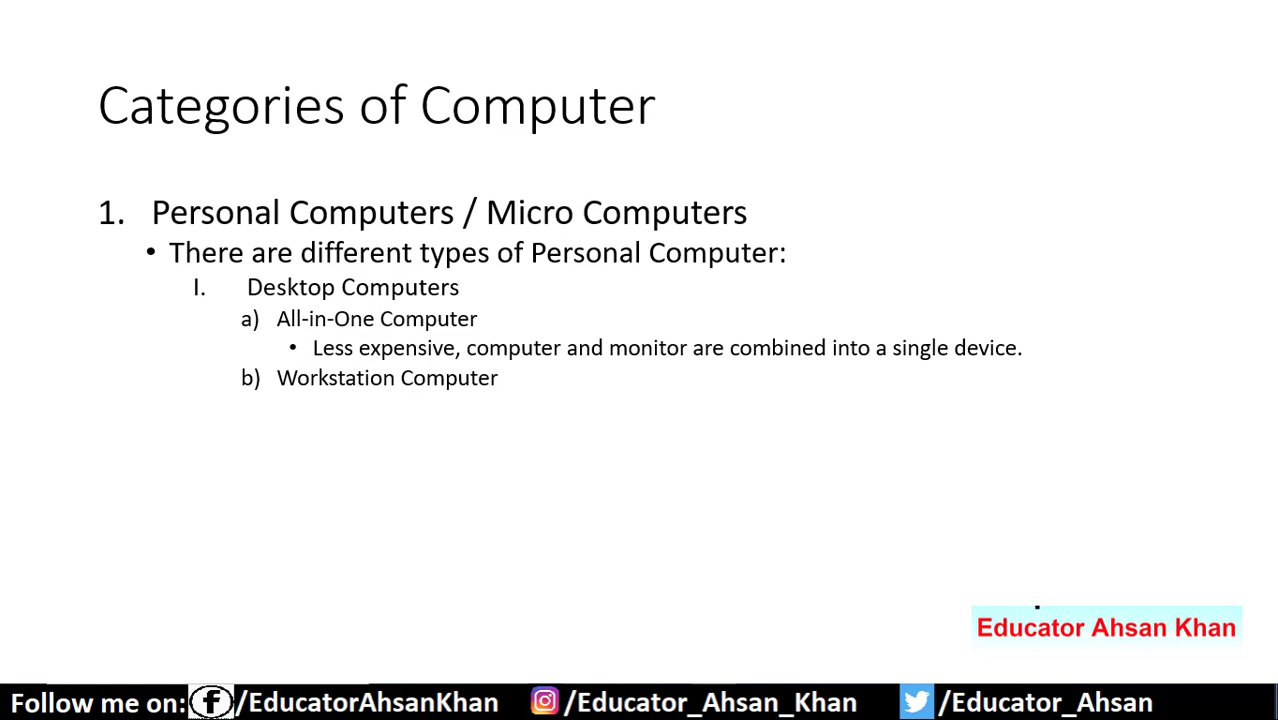 Categories of Computer
1. Personal Computers / Micro Computers
• There are different types of Personal Computer:
I. Desktop Computers
a) All-in-One Computer
• Less expensive, computer and monitor are combined into a single device.
b) Workstation Computer
Educator Ahsan Khan
Follow me on: /EducatorAhsanKhan /Educator_Ahsan_Khan /Educator_Ahsan